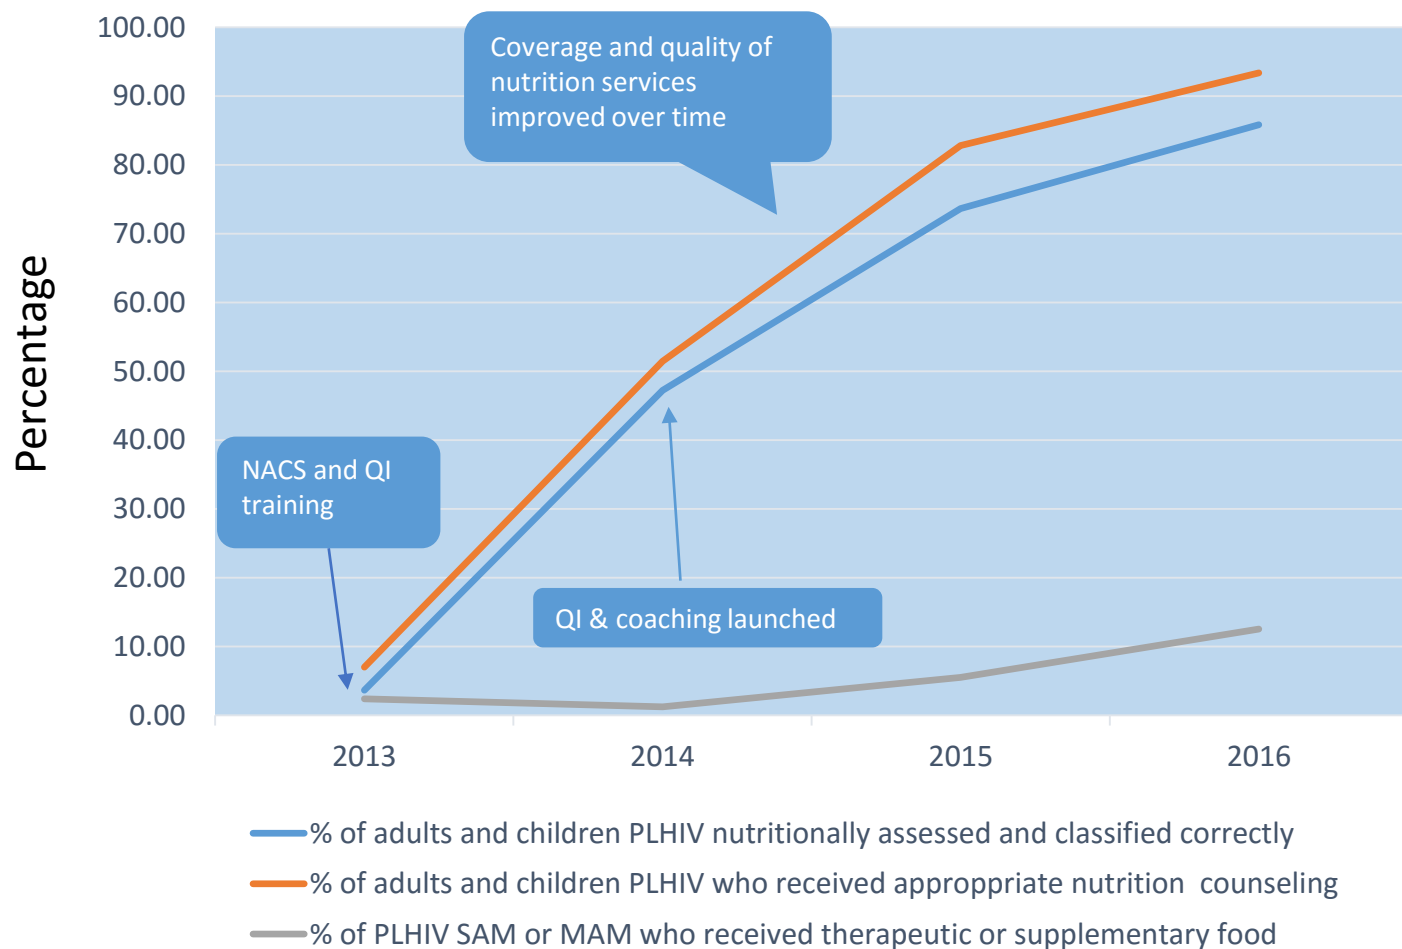 100.00
90.00
80.00
70.00
60.00
50.00
40.00
30.00
20.00
10.00
0.00
Percentage
Coverage and quality of
nutrition services
improved over time
NACS and QI
training
QI & coaching launched
2013
2014
2015
2016
% of adults and children PLHIV nutritionally assessed and classified correctly
% of adults and children PLHIV who received approppriate nutrition counseling
% of PLHIV SAM or MAM who received therapeutic or supplementary food